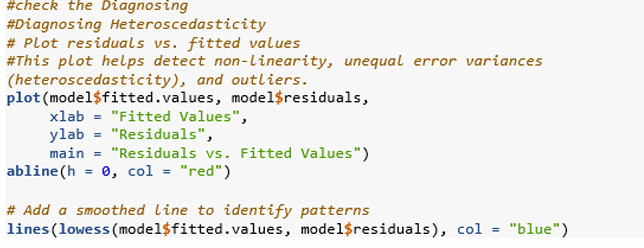 #check the Diagnosing
#Diagnosing Heteroscedasticity
# Plot residuals vs. fitted values
#This plot helps detect non-linearity, unequal error variances
(heteroscedasticity), and outliers.
plot(model$fitted.values, model$residuals,
     xlab = "Fitted Values",
     ylab = "Residuals",
     main = "Residuals vs. Fitted Values")
abline(h = 0, col = "red")

# Add a smoothed line to identify patterns
lines(lowess(model$fitted.values, model$residuals), col = "blue")